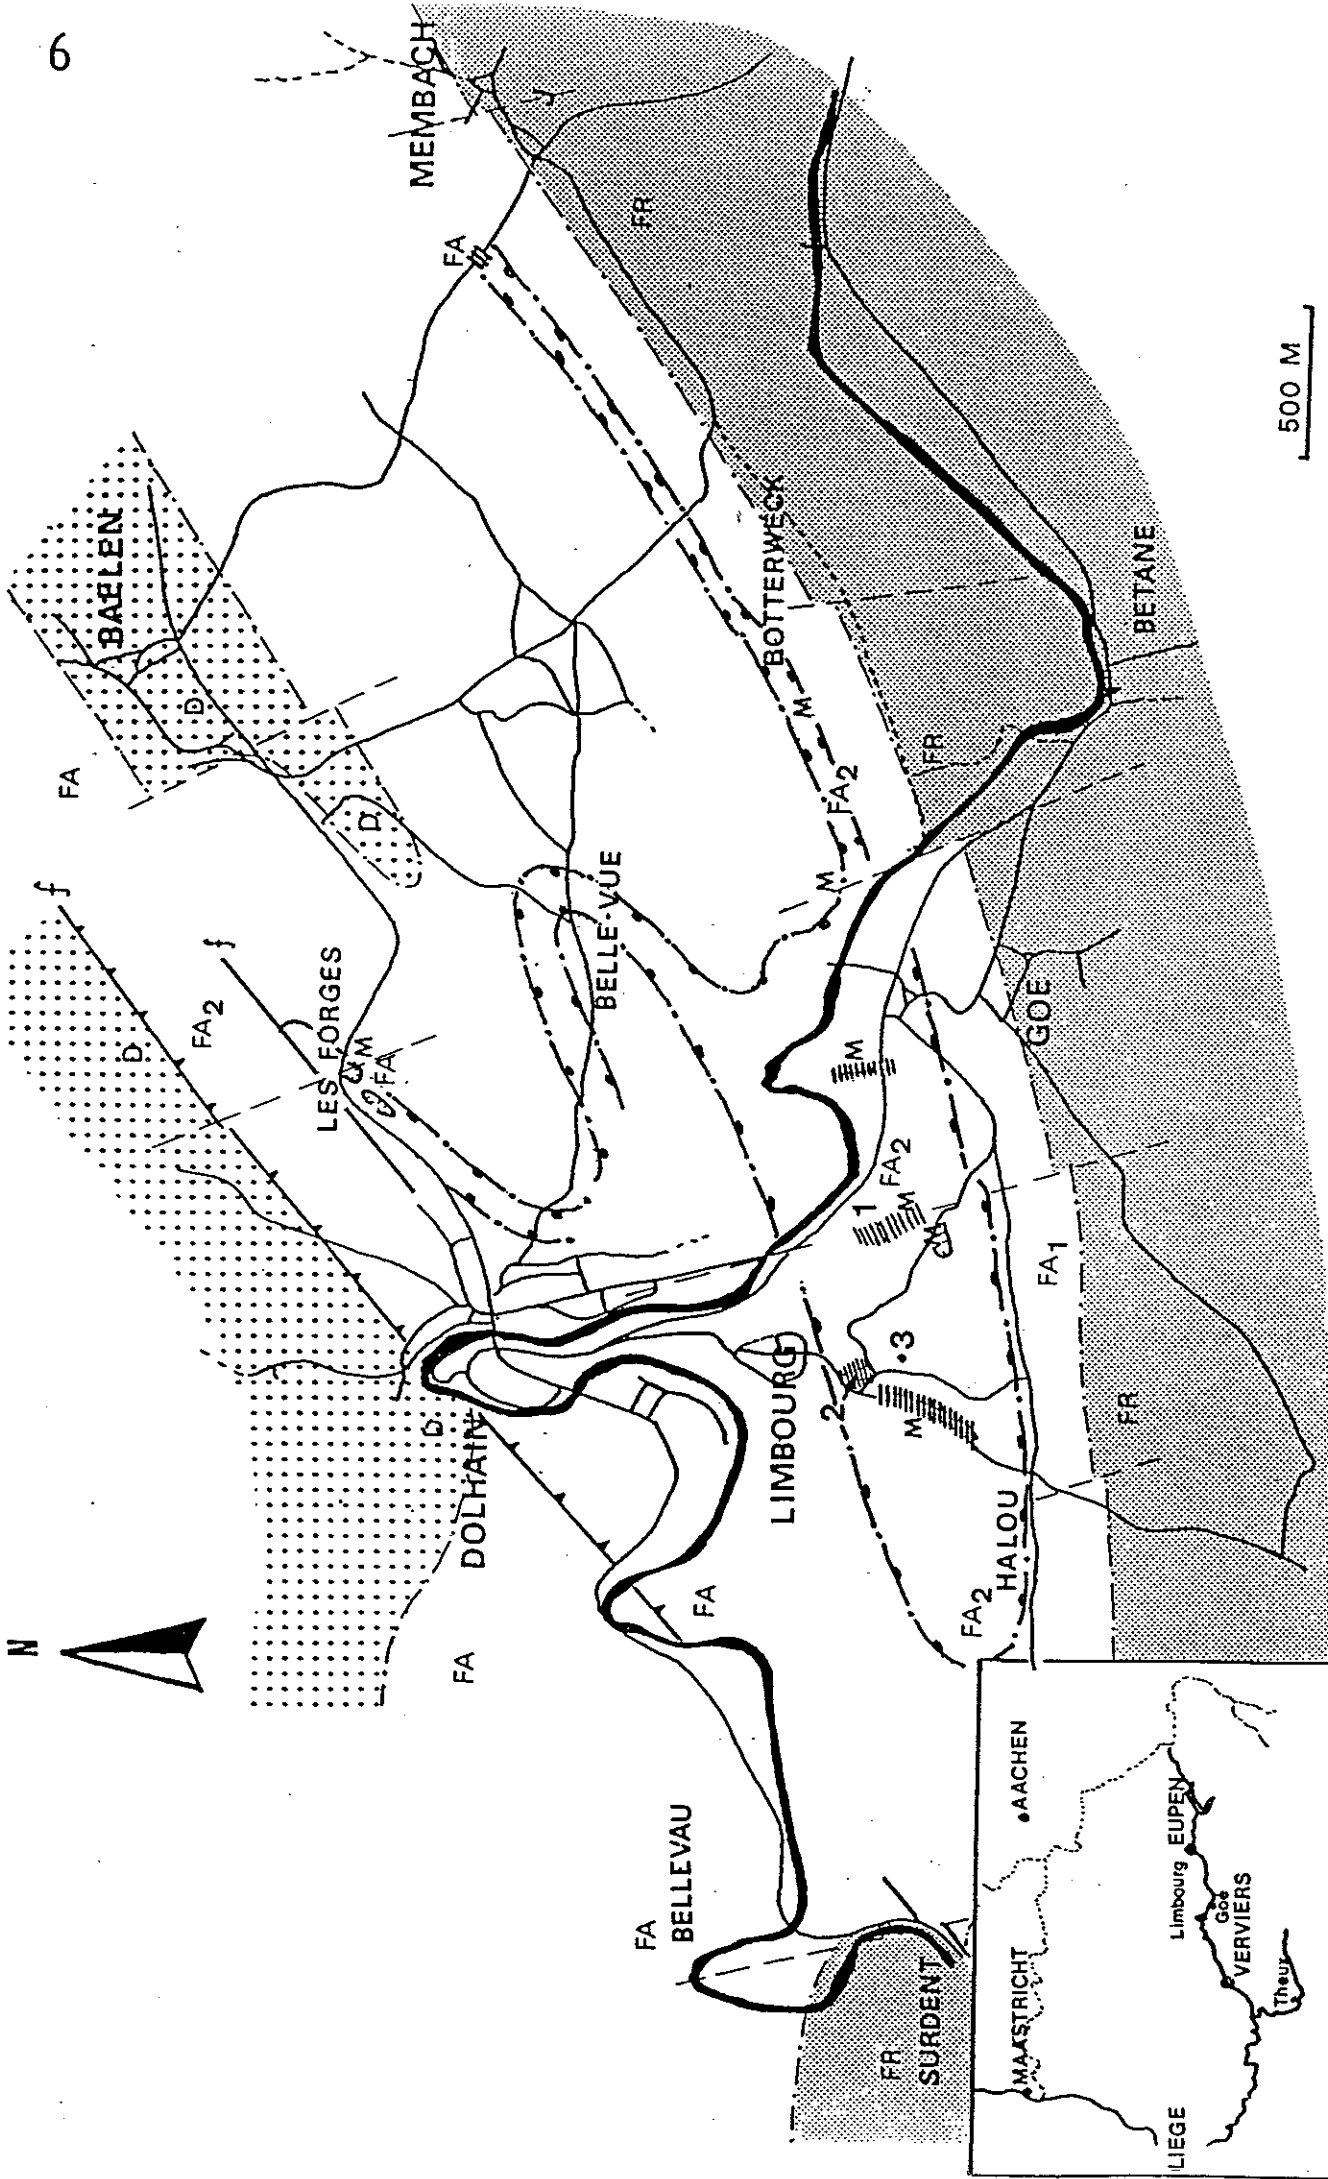 6
N
MEMBACH
J
FR
FA
BAELEN
D
FA
D
BOTTERWECK
M
FA2
M
FR
BETANE
500 M
f
f
D
FA2
LES FORGES
M
FA
BELLE-VUE
GOE
M
FA2
1
M
M
FA1
3
2
M
LIMBOURG
D
DOLHAIN
FA
FA
HALOU
FA2
FR
FA
BELLEVAU
FR
SURDENT
AACHEN
MAASTRICHT
EUPEN
Limbourg
Goé
VERVIERS
Theux
LIEGE